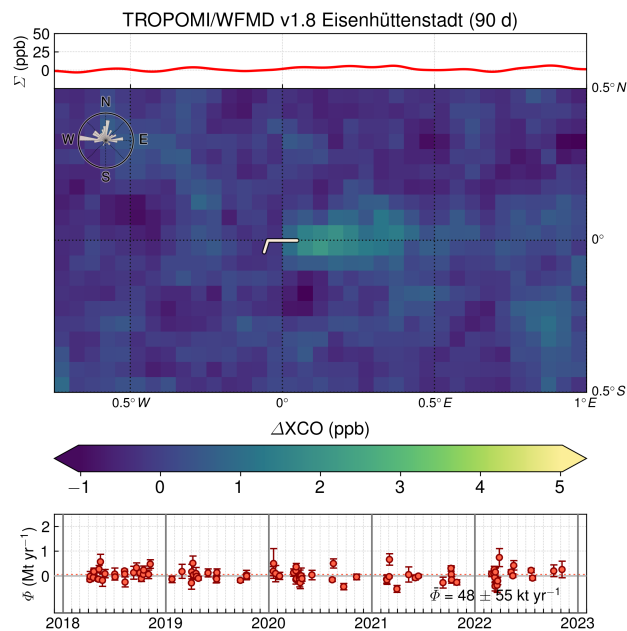 TROPOMI/WFMD v1.8 Eisenhüttenstadt (90 d)
50
25
0
Σ (ppb)
0.5°N
N
W E
S
0°
0.5°S
0.5°W 0° 0.5°E 1°E
ΔXCO (ppb)
−1 0 1 2 3 4 5
2
1
0
Φ (Mt yr⁻¹)
Φ̄ = 48 ± 55 kt yr⁻¹
2018 2019 2020 2021 2022 2023